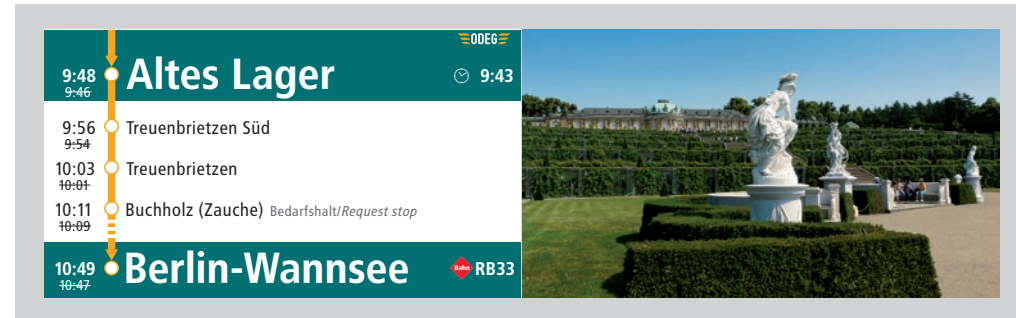 ODEG
9:48 Altes Lager 9:43
9:46
9:56 Treuenbrietzen Süd
9:54
10:03 Treuenbrietzen
10:01
10:11 Buchholz (Zauche) Bedarfshalt/Request stop
10:09
10:49 Berlin-Wannsee Bahn RB33
10:47